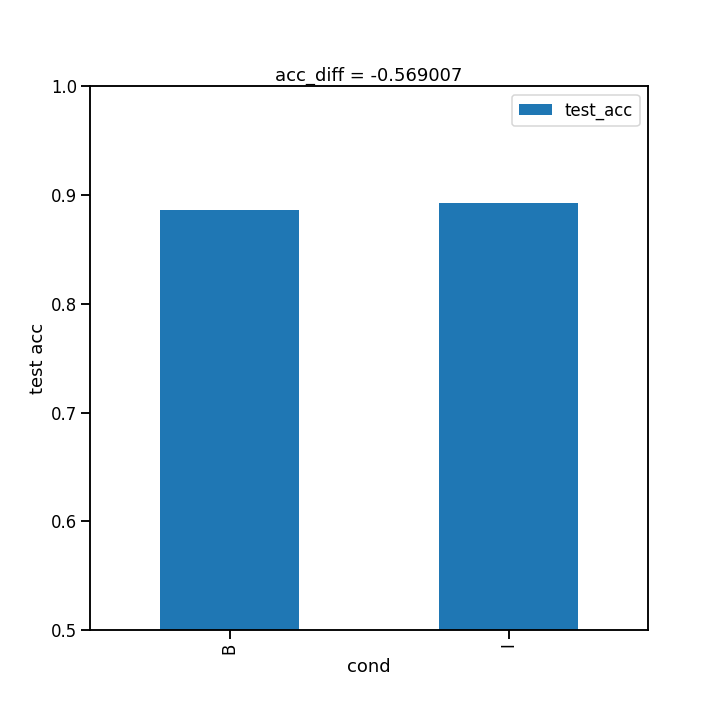 acc_diff = -0.569007
test_acc
1.0
0.9
0.8
0.7
0.6
0.5
test acc
B
I
cond